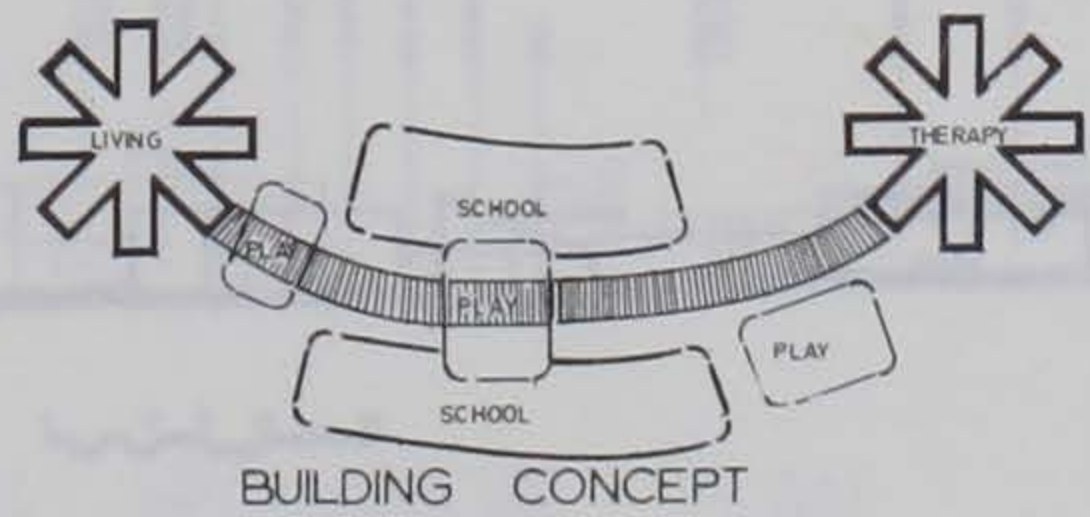 LIVING
THERAPY
SCHOOL
PLAY
PLAY
PLAY
SCHOOL
BUILDING CONCEPT